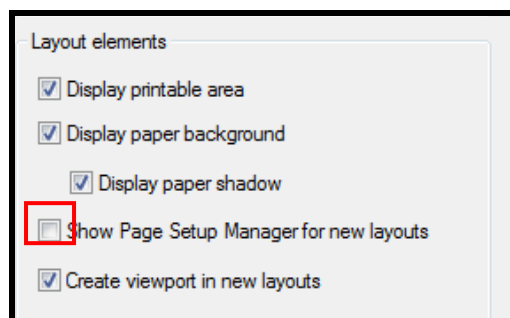 Layout elements
Display printable area
Display paper background
Display paper shadow
Show Page Setup Manager for new layouts
Create viewport in new layouts